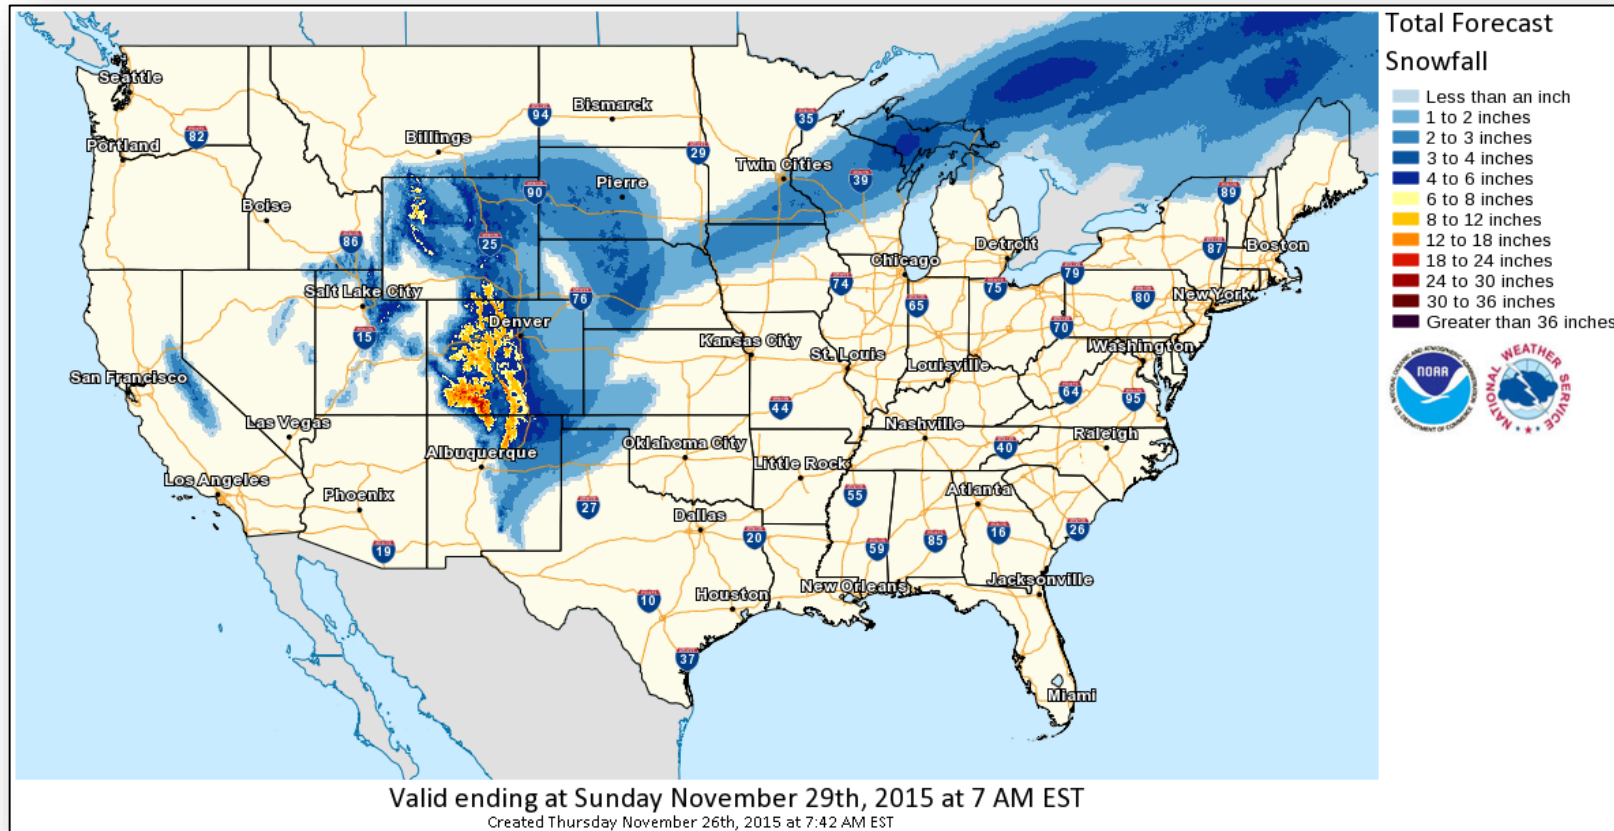 Total Forecast
Snowfall
Less than an inch
1 to 2 inches
2 to 3 inches
3 to 4 inches
4 to 6 inches
6 to 8 inches
8 to 12 inches
12 to 18 inches
18 to 24 inches
24 to 30 inches
30 to 36 inches
Greater than 36 inches
NOAA
NATIONAL WEATHER SERVICE
Seattle
82
Portland
Boise
86
Billings
94
Bismarck
35
29
Twin Cities
Pierre
90
25
39
89
87
Boston
Detroit
Chicago
79
75
74
65
80
New York
Salt Lake City
15
Denver
76
70
Washington
Kansas City
St. Louis
Louisville
San Francisco
64
95
44
Las Vegas
Nashville
Raleigh
40
Albuquerque
Oklahoma City
Little Rock
Los Angeles
Phoenix
27
55
Atlanta
Dallas
20
16
26
19
59
85
10
Houston
New Orleans
Jacksonville
37
Miami
Valid ending at Sunday November 29th, 2015 at 7 AM EST
Created Thursday November 26th, 2015 at 7:42 AM EST